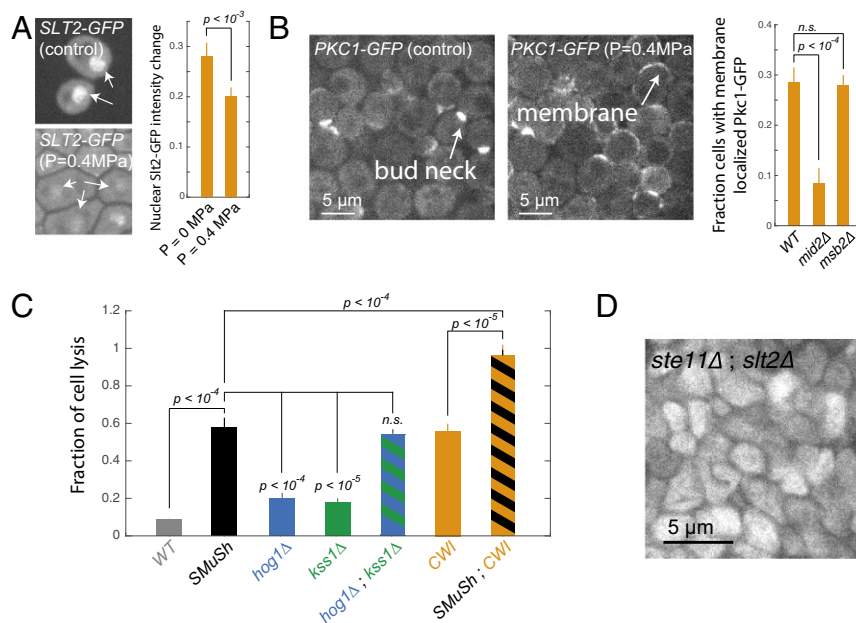 A
SLT2-GFP
(control)
SLT2-GFP
(P=0.4MPa)
Nuclear Slt2-GFP intensity change
p < 10-3
0.3
0.2
0.1
0
P = 0 MPa
P = 0.4 MPa
B
PKC1-GFP (control)
bud neck
5 µm
PKC1-GFP (P=0.4MPa)
membrane
5 µm
Fraction cells with membrane
localized Pkc1-GFP
n.s.
p < 10-4
0.4
0.3
0.2
0.1
0
WT
mid2Δ
msb2Δ
C
Fraction of cell lysis
1.2
1
0.8
0.6
0.4
0.2
0
p < 10-4
p < 10-5
p < 10-4
n.s.
p < 10-4
p < 10-5
WT
SMuSh
hog1Δ
kss1Δ
hog1Δ ; kss1Δ
CWI
SMuSh ; CWI
D
ste11Δ ; slt2Δ
5 µm